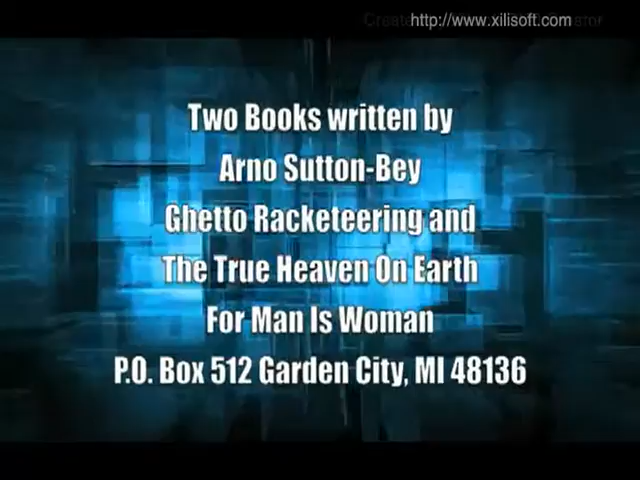 http://www.xilisoft.com
Two Books written by
Arno Sutton-Bey
Ghetto Racketeering and
The True Heaven On Earth
For Man Is Woman
P.O. Box 512 Garden City, MI 48136